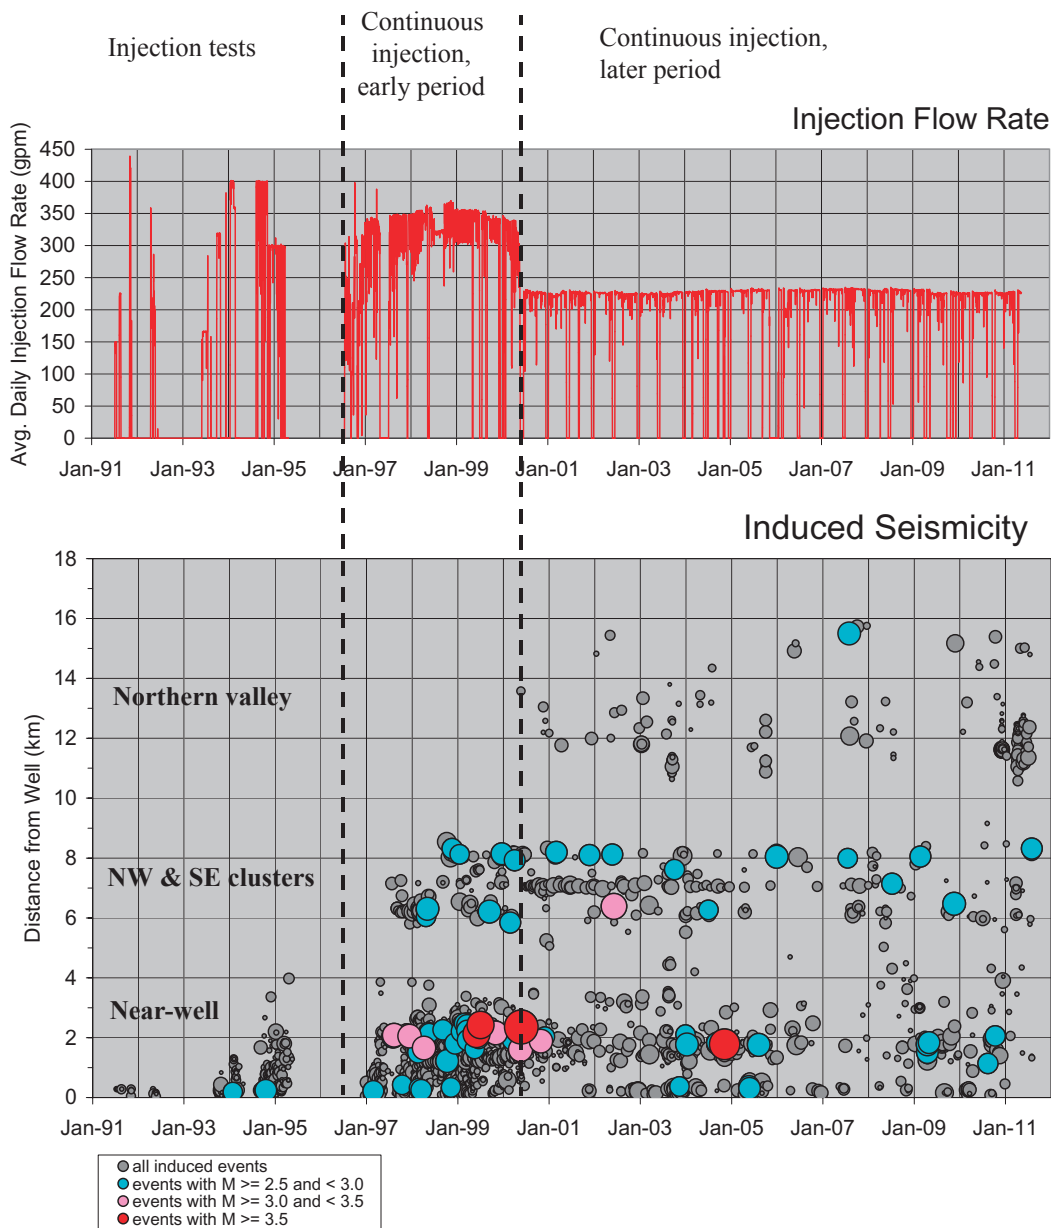 Injection tests
Continuous
injection,
early period
Continuous injection,
later period
Injection Flow Rate
Avg. Daily Injection Flow Rate (gpm)
450
400
350
300
250
200
150
100
50
0
Jan-91 Jan-93 Jan-95 Jan-97 Jan-99 Jan-01 Jan-03 Jan-05 Jan-07 Jan-09 Jan-11
Induced Seismicity
Distance from Well (km)
18
16
14
12
10
8
6
4
2
0
Northern valley
NW & SE clusters
Near-well
Jan-91 Jan-93 Jan-95 Jan-97 Jan-99 Jan-01 Jan-03 Jan-05 Jan-07 Jan-09 Jan-11
all induced events
events with M >= 2.5 and < 3.0
events with M >= 3.0 and < 3.5
events with M >= 3.5